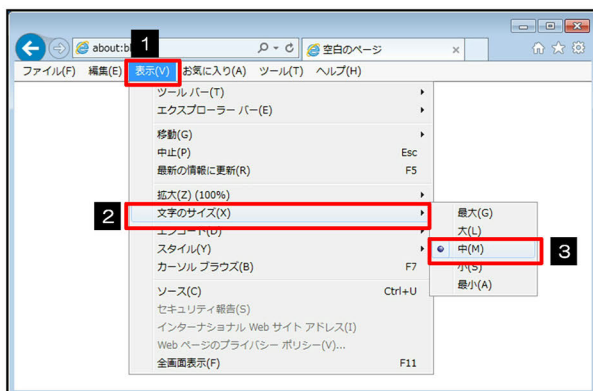 about:bl
空白のページ
1
ファイル(F) 編集(E) 表示(V) お気に入り(A) ツール(T) ヘルプ(H)
ツール バー(T)
エクスプローラー バー(E)
移動(G)
中止(P) Esc
最新の情報に更新(R) F5
拡大(Z) (100%)
2
文字のサイズ(X)
エンコード(D)
スタイル(Y)
カーソル ブラウズ(B) F7
ソース(C) Ctrl+U
セキュリティ報告(S)
インターナショナル Web サイト アドレス(I)
Web ページのプライバシー ポリシー(V)...
全画面表示(F) F11
最大(G)
大(L)
中(M)
3
小(S)
最小(A)